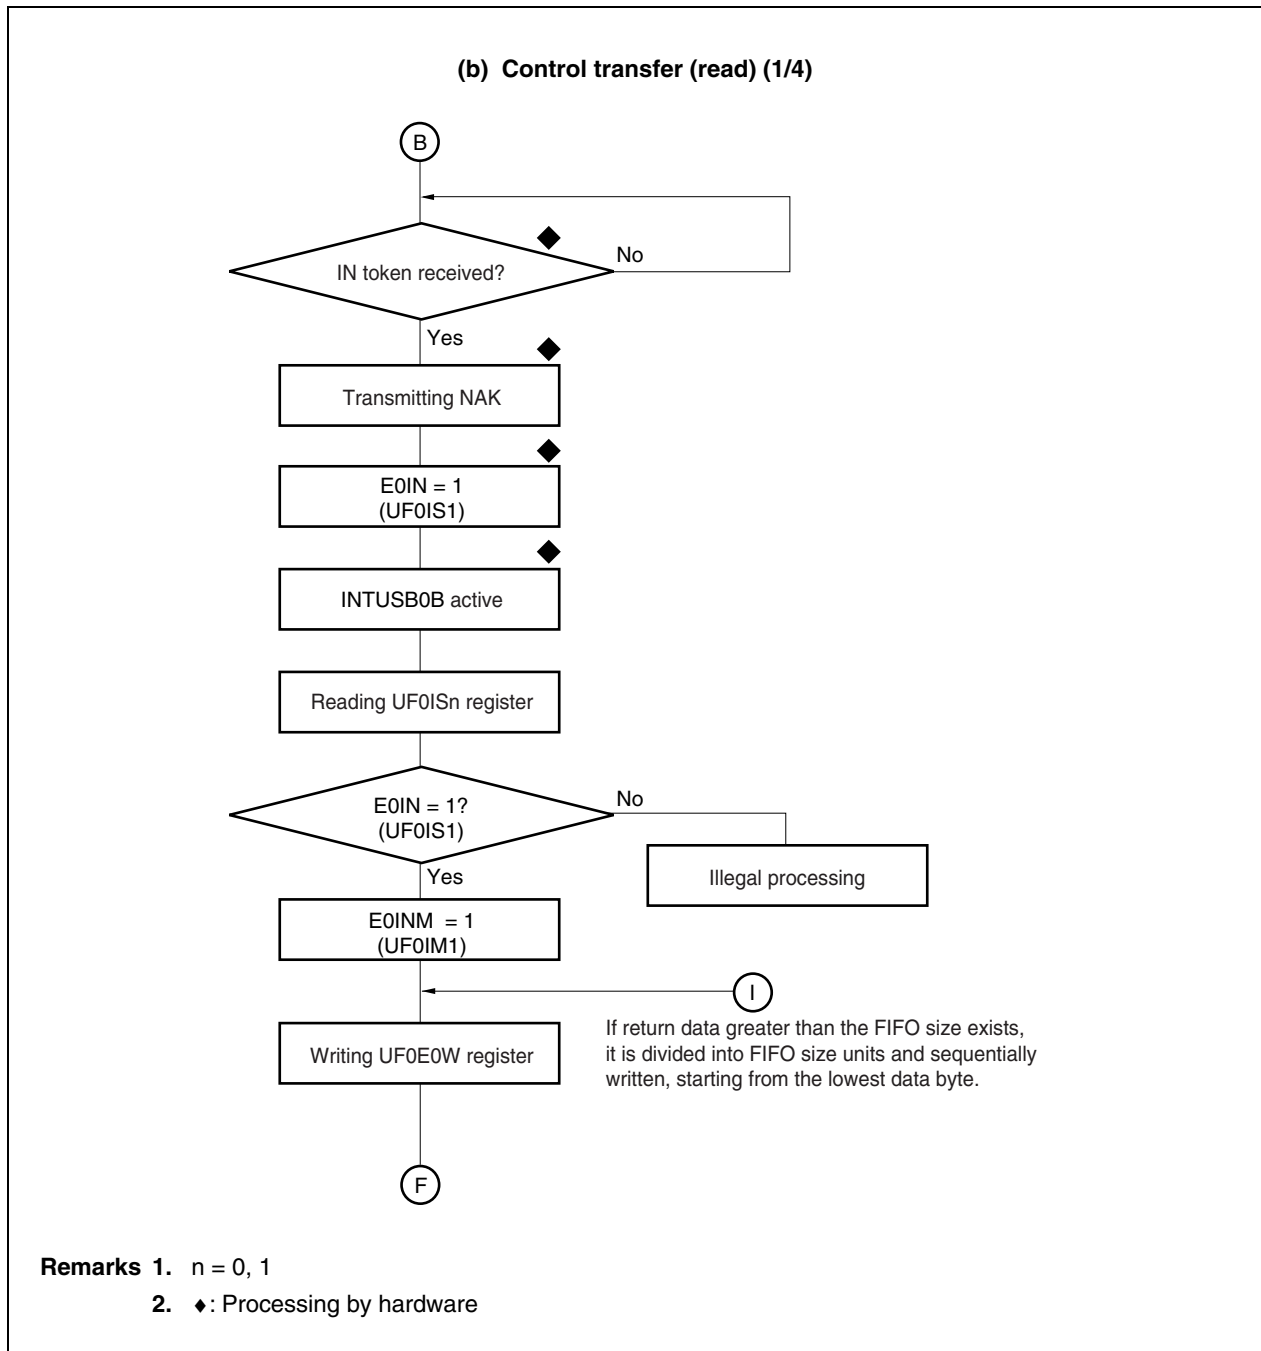 (b) Control transfer (read) (1/4)
B
IN token received?
No
Yes
Transmitting NAK
E0IN = 1
(UF0IS1)
INTUSB0B active
Reading UF0ISn register
E0IN = 1?
(UF0IS1)
No
Illegal processing
Yes
E0INM = 1
(UF0IM1)
I
If return data greater than the FIFO size exists,
it is divided into FIFO size units and sequentially
written, starting from the lowest data byte.
Writing UF0E0W register
F
Remarks 1. n = 0, 1
2. ♦: Processing by hardware